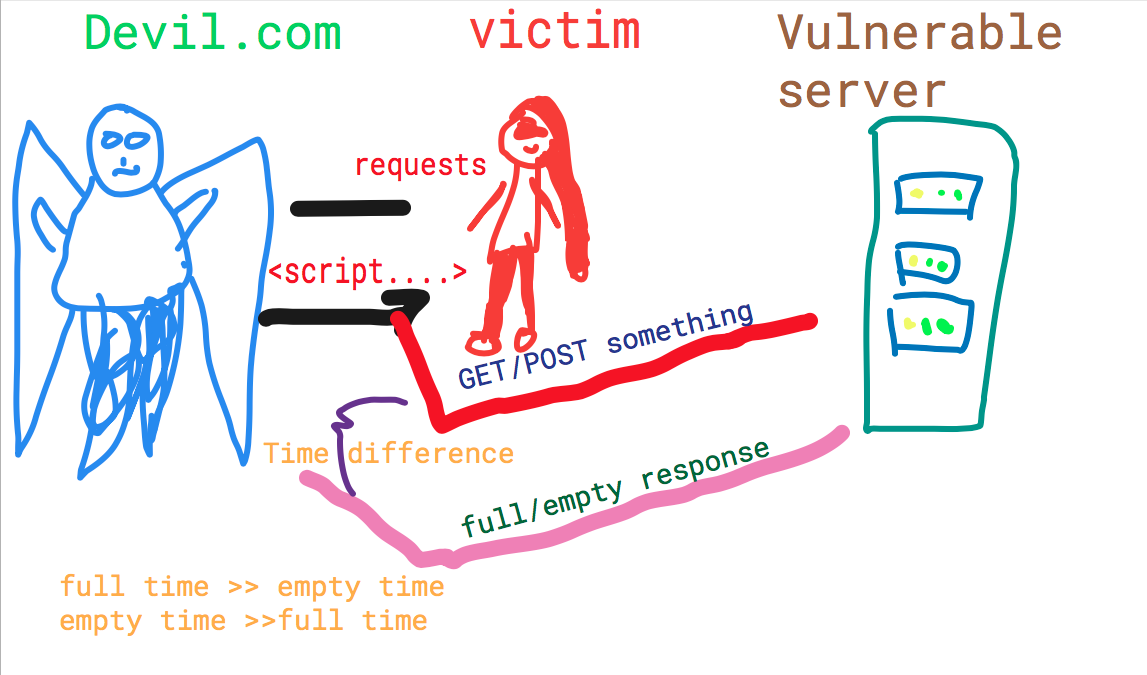 Devil.com
victim
Vulnerable
server
requests
<script....>
GET/POST something
Time difference
full/empty response
full time >> empty time
empty time >>full time